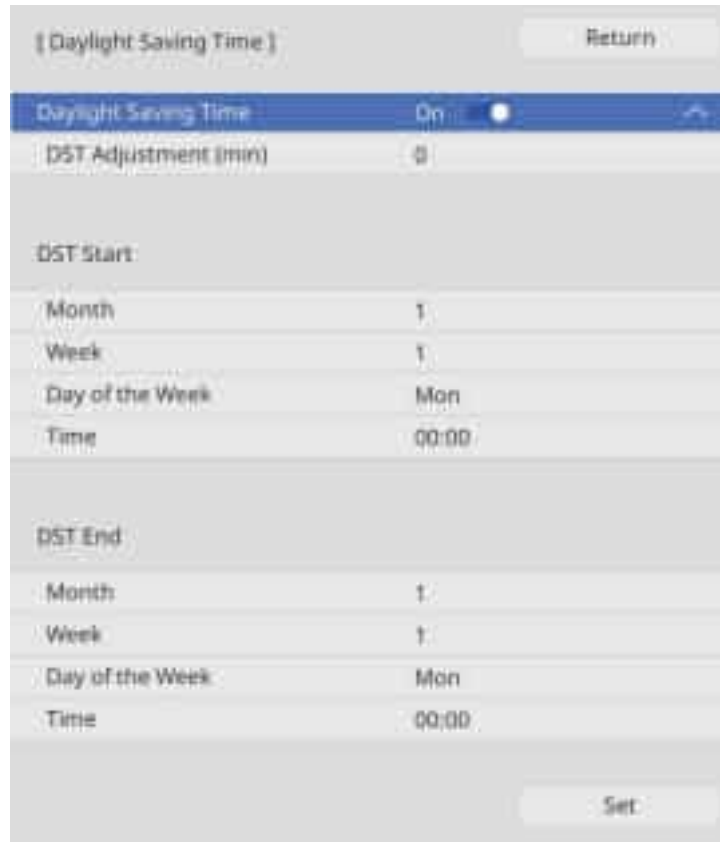 [ Daylight Saving Time ] Return
Daylight Saving Time On
DST Adjustment (min) 0
DST Start
Month 1
Week 1
Day of the Week Mon
Time 00:00
DST End
Month 1
Week 1
Day of the Week Mon
Time 00:00
Set